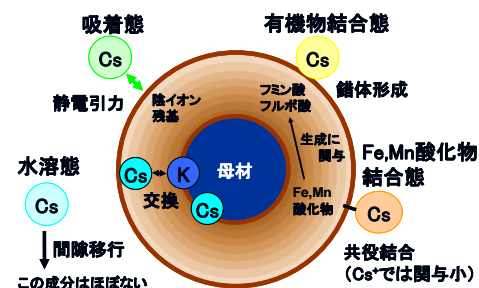 吸着態
Cs
静電引力
陰イオン
残基
有機物結合態
Cs
錯体形成
フミン酸
フルボ酸
生成に
関与
Fe,Mn
酸化物
Fe,Mn酸化物
結合態
Cs
共役結合
(Cs⁺では関与小)
水溶態
Cs
間隙移行
この成分はほぼない
Cs
K
交換
母材
Cs